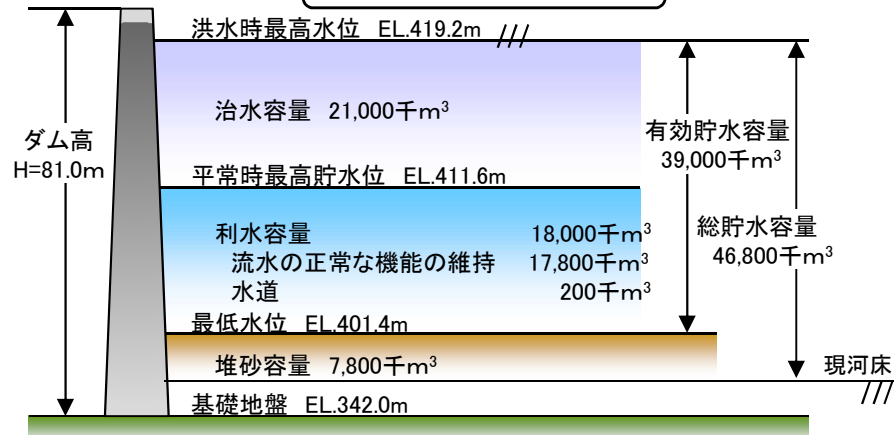 洪水時最高水位 EL.419.2m
治水容量 21,000千m³
ダム高
H=81.0m
有効貯水容量
39,000千m³
平常時最高貯水位 EL.411.6m
総貯水容量
46,800千m³
利水容量 18,000千m³
流水の正常な機能の維持 17,800千m³
水道 200千m³
最低水位 EL.401.4m
堆砂容量 7,800千m³
現河床
基礎地盤 EL.342.0m